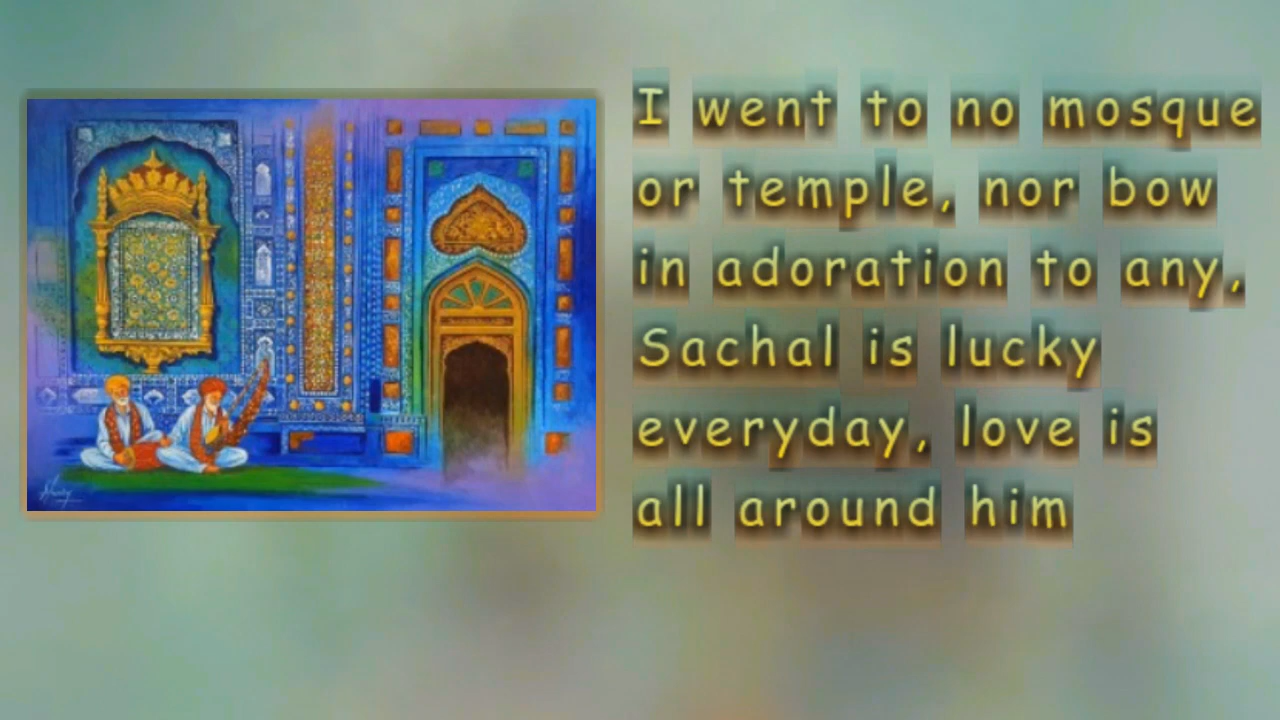 I went to no mosque
or temple, nor bow
in adoration to any,
Sachal is lucky
everyday, love is
all around him